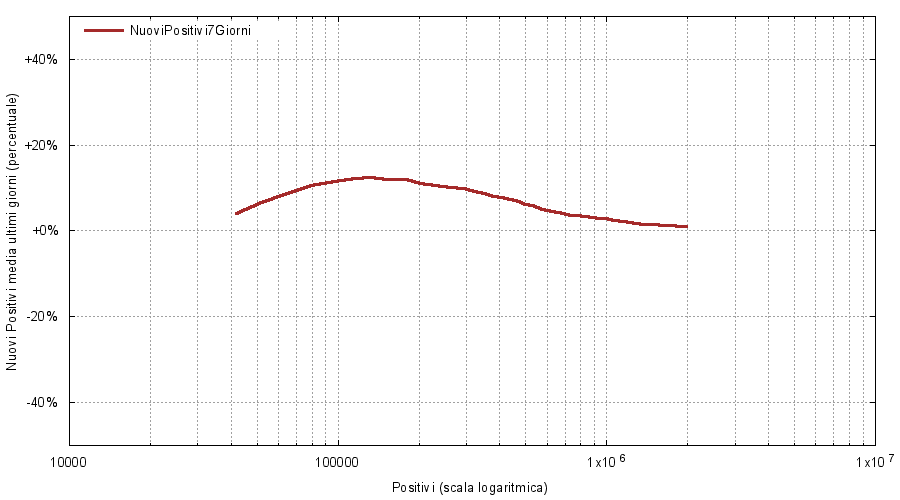 NuoviPositivi7Giorni
+40%
+20%
+0%
-20%
-40%
Nuovi Positivi media ultimi giorni (percentuale)
10000 100000 1x10^6 1x10^7
Positivi (scala logaritmica)